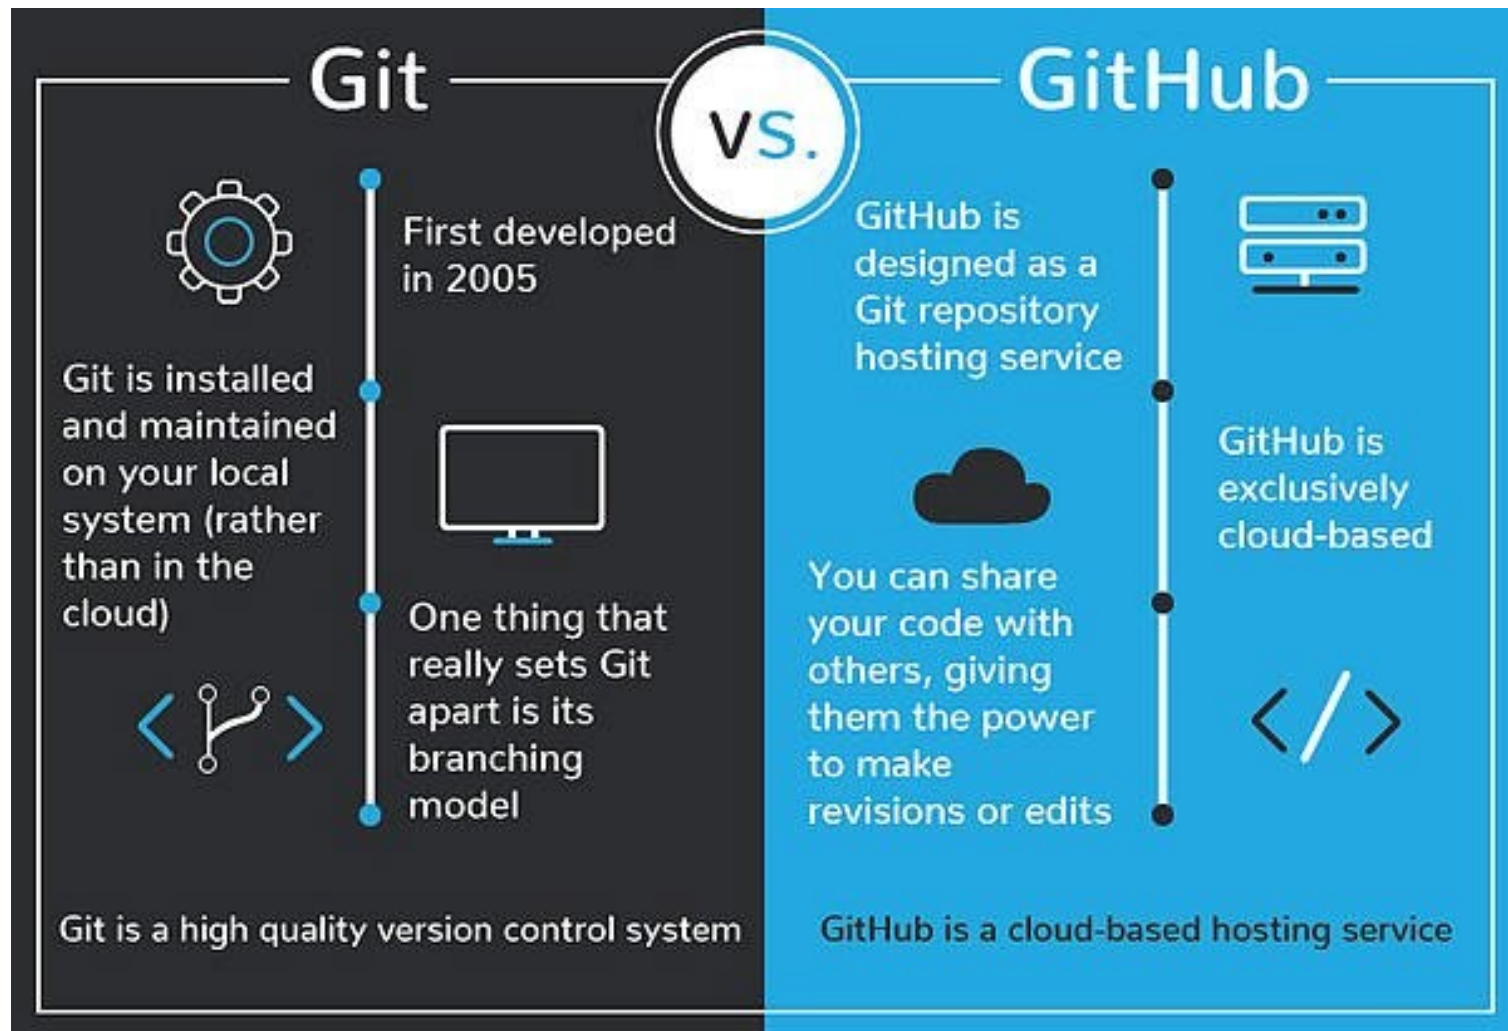 Git
vs.
GitHub
First developed
in 2005
Git is installed
and maintained
on your local
system (rather
than in the
cloud)
One thing that
really sets Git
apart is its
branching
model
Git is a high quality version control system
GitHub is
designed as a
Git repository
hosting service
GitHub is
exclusively
cloud-based
You can share
your code with
others, giving
them the power
to make
revisions or edits
GitHub is a cloud-based hosting service